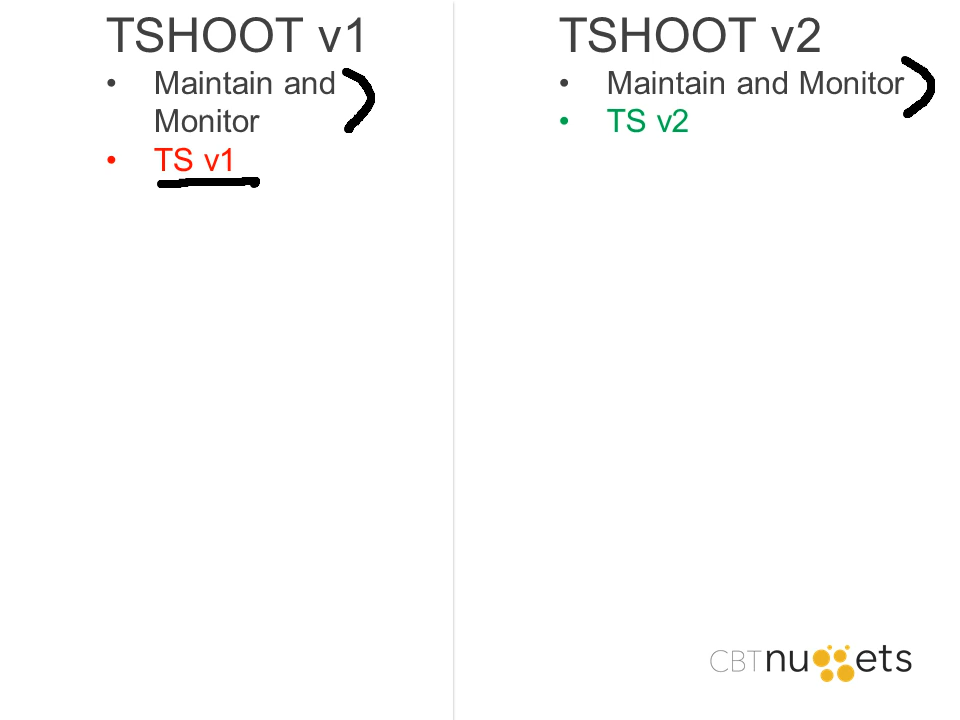 TSHOOT v1
• Maintain and
Monitor
• TS v1
TSHOOT v2
• Maintain and Monitor
• TS v2
CBTnuggets